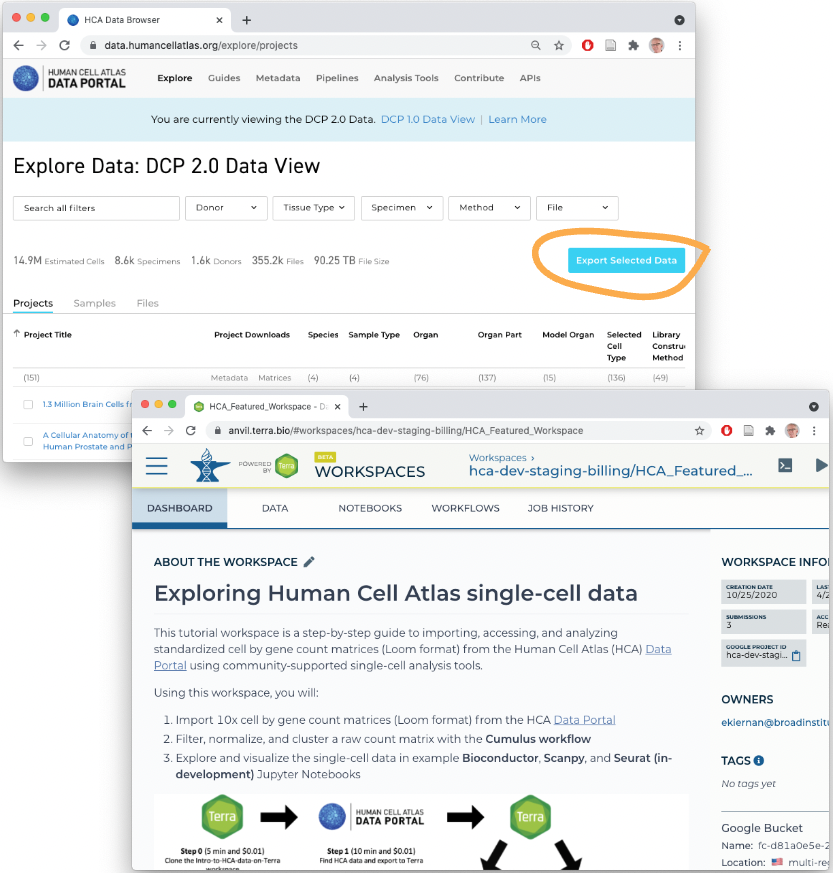 HCA Data Browser
data.humancellatlas.org/explore/projects
HUMAN CELL ATLAS
DATA PORTAL
Explore Guides Metadata Pipelines Analysis Tools Contribute APIs
You are currently viewing the DCP 2.0 Data. DCP 1.0 Data View | Learn More
Explore Data: DCP 2.0 Data View
Search all filters Donor Tissue Type Specimen Method File
14.9M Estimated Cells 8.6k Specimens 1.6k Donors 355.2k Files 90.25 TB File Size Export Selected Data
Projects Samples Files
↑ Project Title Project Downloads Species Sample Type Organ Organ Part Model Organ Selected Library
Cell Constru
Type Method
(151) Metadata Matrices (4) (4) (76) (137) (15) (136) (49)
1.3 Million Brain Cells fr
A Cellular Anatomy of t
Human Prostate and P
HCA_Featured_Workspace - Da
anvil.terra.bio/#workspaces/hca-dev-staging-billing/HCA_Featured_Workspace
POWERED
BY
Terra
BETA
WORKSPACES
Workspaces ›
hca-dev-staging-billing/HCA_Featured_...
DASHBOARD DATA NOTEBOOKS WORKFLOWS JOB HISTORY
ABOUT THE WORKSPACE
Exploring Human Cell Atlas single-cell data
This tutorial workspace is a step-by-step guide to importing, accessing, and analyzing
standardized cell by gene count matrices (Loom format) from the Human Cell Atlas (HCA) Data
Portal using community-supported single-cell analysis tools.
Using this workspace, you will:
1. Import 10x cell by gene count matrices (Loom format) from the HCA Data Portal
2. Filter, normalize, and cluster a raw count matrix with the Cumulus workflow
3. Explore and visualize the single-cell data in example Bioconductor, Scanpy, and Seurat (in-
development) Jupyter Notebooks
Terra
HUMAN CELL ATLAS
DATA PORTAL
Terra
Step 0 (5 min and $0.01)
Clone the Intro-to-HCA-data-on-Terra
workspace
Step 1 (10 min and $0.01)
Find HCA data and export to Terra
WORKSPACE INFO
CREATION DATE
10/25/2020
LAS
4/2
SUBMISSIONS
3
ACC
Rea
GOOGLE PROJECT ID
hca-dev-stagi...
OWNERS
ekiernan@broadinstitu
TAGS
No tags yet
Google Bucket
Name: fc-d81a0e5e-2
Location: multi-reg